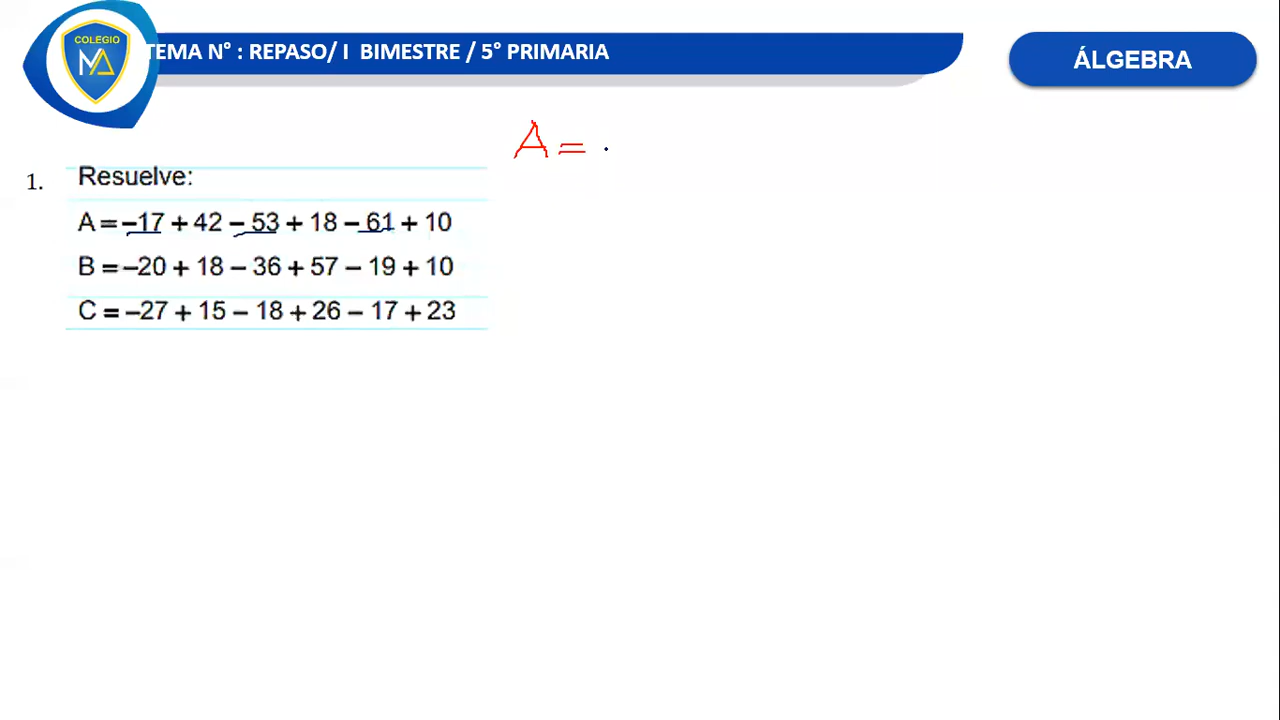 COLEGIO
MA
TEMA N° : REPASO/ I BIMESTRE / 5° PRIMARIA
ÁLGEBRA
A =
1. Resuelve:
A = –17 + 42 – 53 + 18 – 61 + 10
B = –20 + 18 – 36 + 57 – 19 + 10
C = –27 + 15 – 18 + 26 – 17 + 23